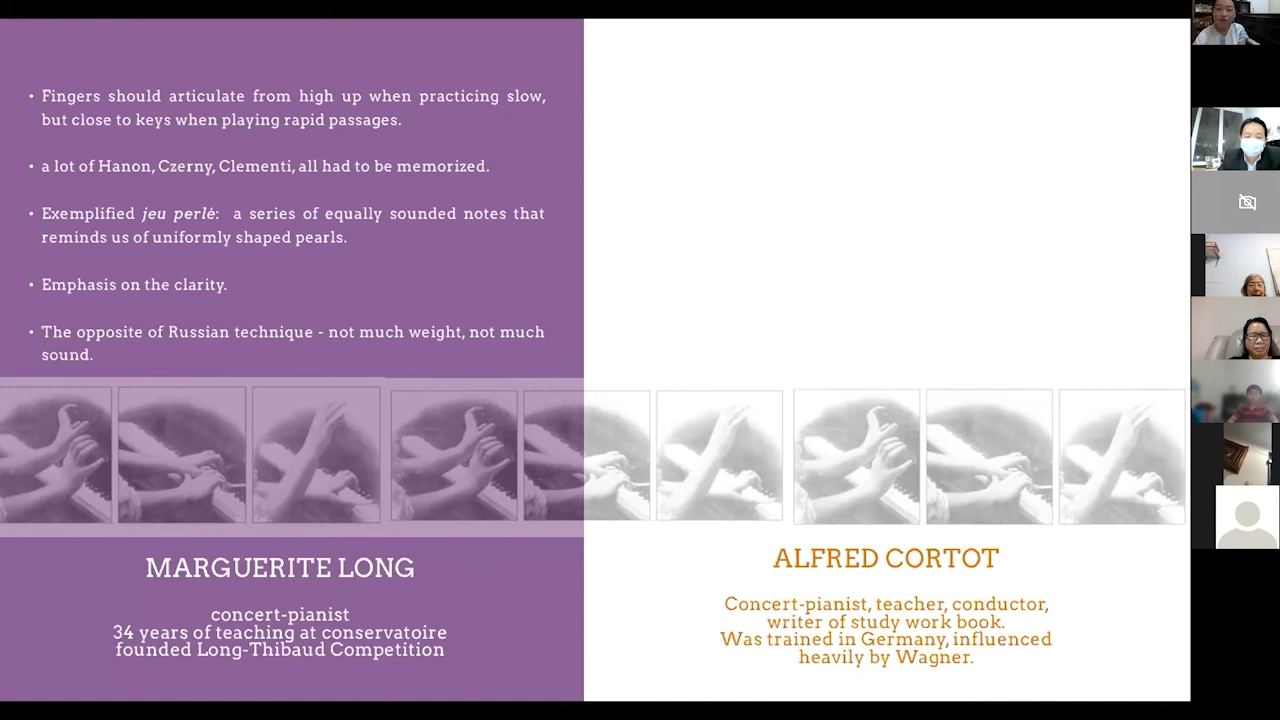 • Fingers should articulate from high up when practicing slow,
but close to keys when playing rapid passages.
• a lot of Hanon, Czerny, Clementi, all had to be memorized.
• Exemplified jeu perlé: a series of equally sounded notes that
reminds us of uniformly shaped pearls.
• Emphasis on the clarity.
• The opposite of Russian technique - not much weight, not much
sound.
MARGUERITE LONG
concert-pianist
34 years of teaching at conservatoire
founded Long-Thibaud Competition
ALFRED CORTOT
Concert-pianist, teacher, conductor,
writer of study work book.
Was trained in Germany, influenced
heavily by Wagner.